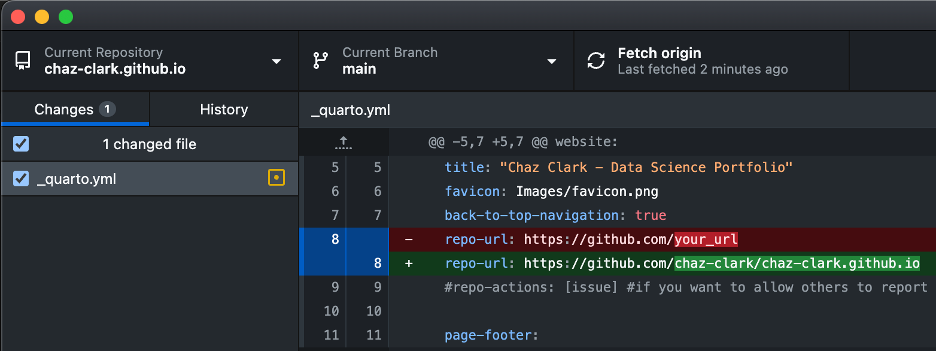 Current Repository
chaz-clark.github.io
Current Branch
main
Fetch origin
Last fetched 2 minutes ago
Changes 1
History
_quarto.yml
1 changed file
_quarto.yml
@@ -5,7 +5,7 @@ website:
5 5 title: "Chaz Clark - Data Science Portfolio"
6 6 favicon: Images/favicon.png
7 7 back-to-top-navigation: true
8 - repo-url: https://github.com/your_url
8 + repo-url: https://github.com/chaz-clark/chaz-clark.github.io
9 9 #repo-actions: [issue] #if you want to allow others to report
10 10
11 11 page-footer: